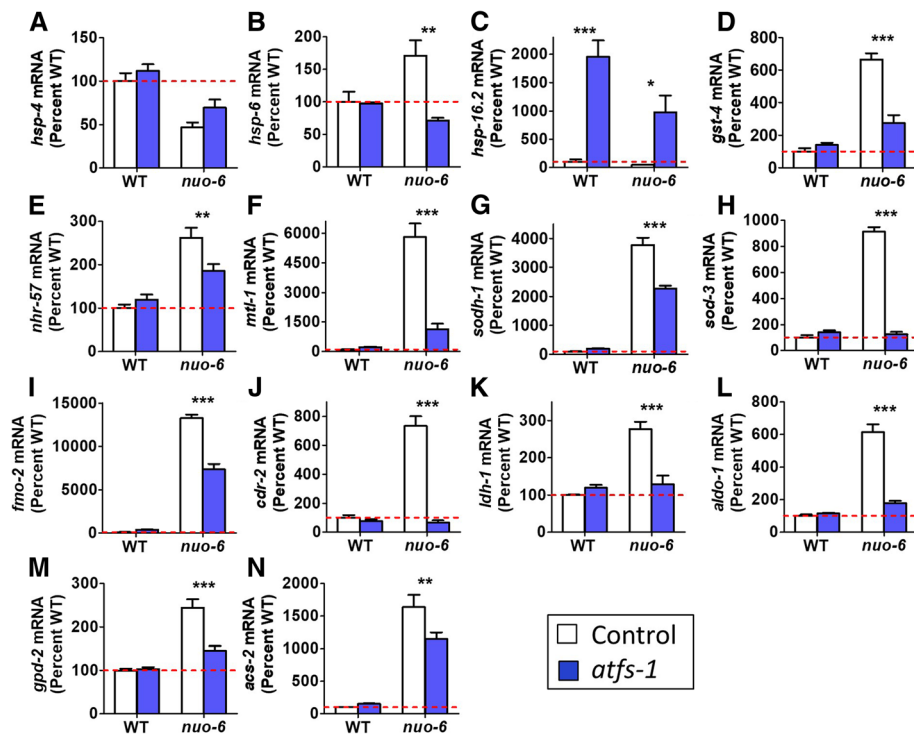 A
hsp-4 mRNA
(Percent WT)
150
100
50
0
WT
nuo-6
B
hsp-6 mRNA
(Percent WT)
200
150
100
50
0
**
WT
nuo-6
C
hsp-16.2 mRNA
(Percent WT)
2000
1500
1000
500
0
***
*
WT
nuo-6
D
gst-4 mRNA
(Percent WT)
800
600
400
200
0
***
WT
nuo-6
E
nhr-57 mRNA
(Percent WT)
300
200
100
0
**
WT
nuo-6
F
mtl-1 mRNA
(Percent WT)
6000
4500
3000
1500
0
***
WT
nuo-6
G
sodh-1 mRNA
(Percent WT)
4000
3000
2000
1000
0
***
WT
nuo-6
H
sod-3 mRNA
(Percent WT)
1000
800
600
400
200
0
***
WT
nuo-6
I
fmo-2 mRNA
(Percent WT)
15000
10000
5000
0
***
WT
nuo-6
J
cdr-2 mRNA
(Percent WT)
800
600
400
200
0
***
WT
nuo-6
K
ldh-1 mRNA
(Percent WT)
300
200
100
0
***
WT
nuo-6
L
aldo-1 mRNA
(Percent WT)
800
600
400
200
0
***
WT
nuo-6
M
gpd-2 mRNA
(Percent WT)
300
200
100
0
***
WT
nuo-6
N
acs-2 mRNA
(Percent WT)
2000
1500
1000
500
0
**
WT
nuo-6
Control
atfs-1